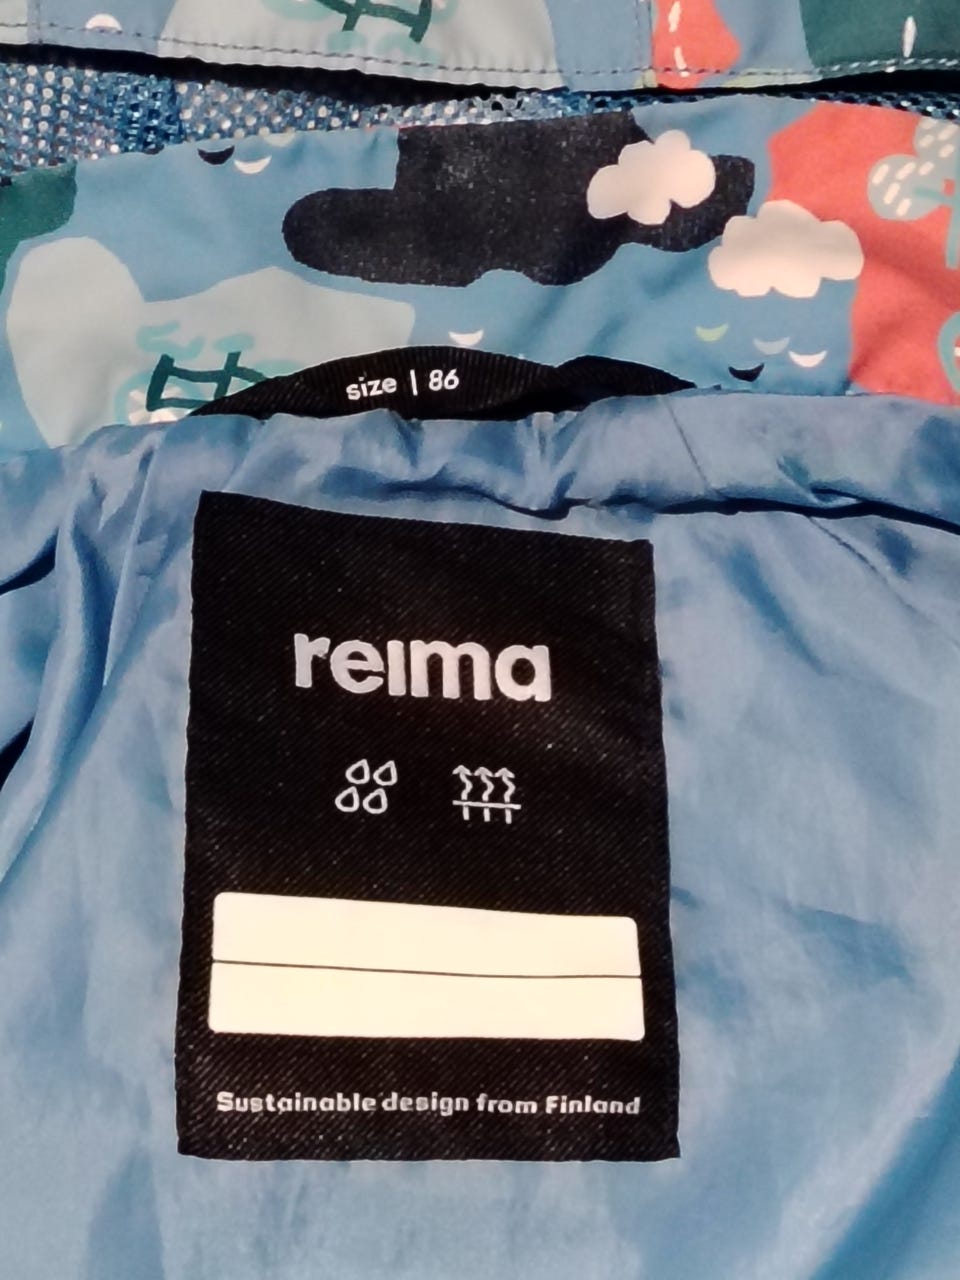 size | 86
reima
Sustainable design from Finland